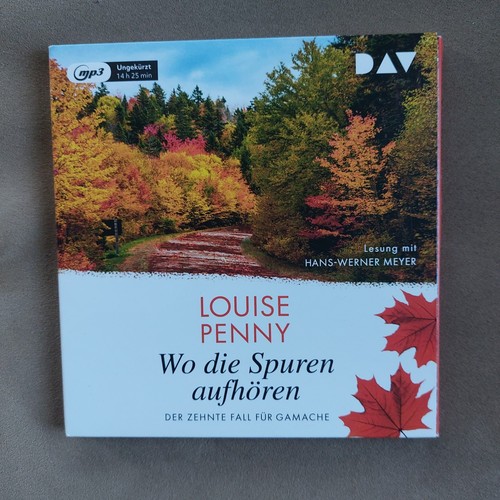 mp3
Ungekürzt
14 h 25 min
DAV
Lesung mit
HANS-WERNER MEYER
LOUISE
PENNY
Wo die Spuren
aufhören
DER ZEHNTE FALL FÜR GAMACHE